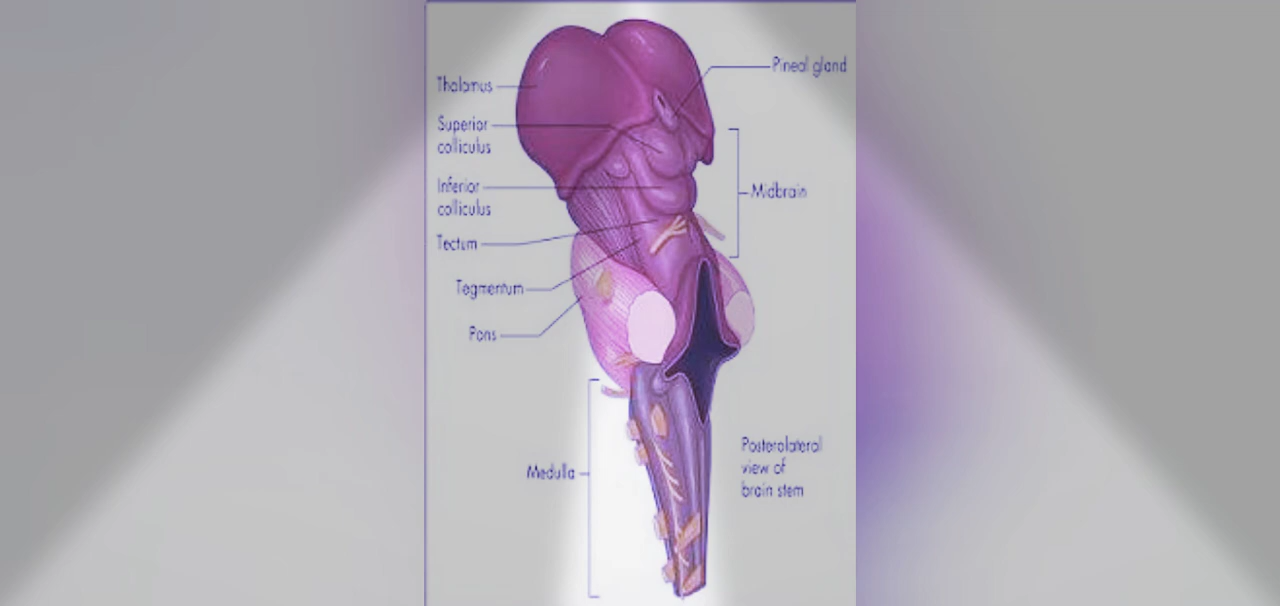 Pineal gland
Thalamus
Superior
colliculus
Inferior
colliculus
Midbrain
Tectum
Tegmentum
Pons
Medulla
Posterolateral
view of
brain stem